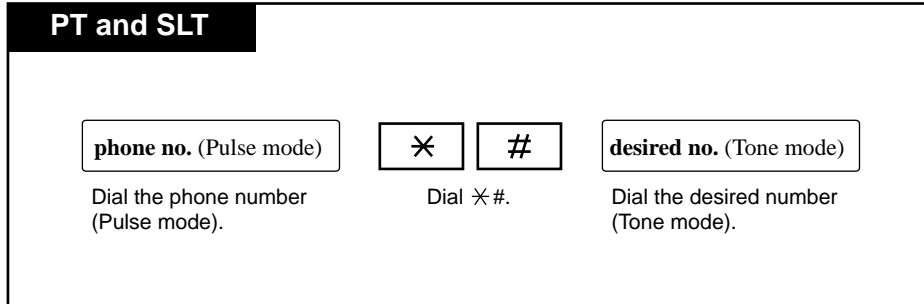 PT and SLT
phone no. (Pulse mode)
✳ #
desired no. (Tone mode)
Dial the phone number
(Pulse mode).
Dial ✳#.
Dial the desired number
(Tone mode).